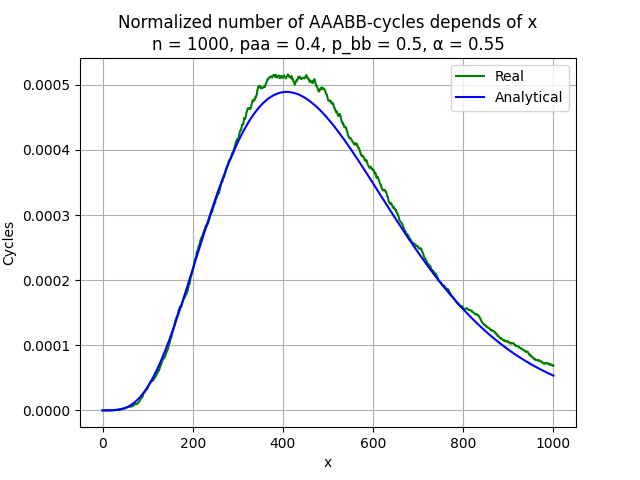 Normalized number of AAABB-cycles depends of x
n = 1000, paa = 0.4, p_bb = 0.5, α = 0.55
Real
Analytical
0.0005
0.0004
0.0003
0.0002
0.0001
0.0000
Cycles
0 200 400 600 800 1000
x